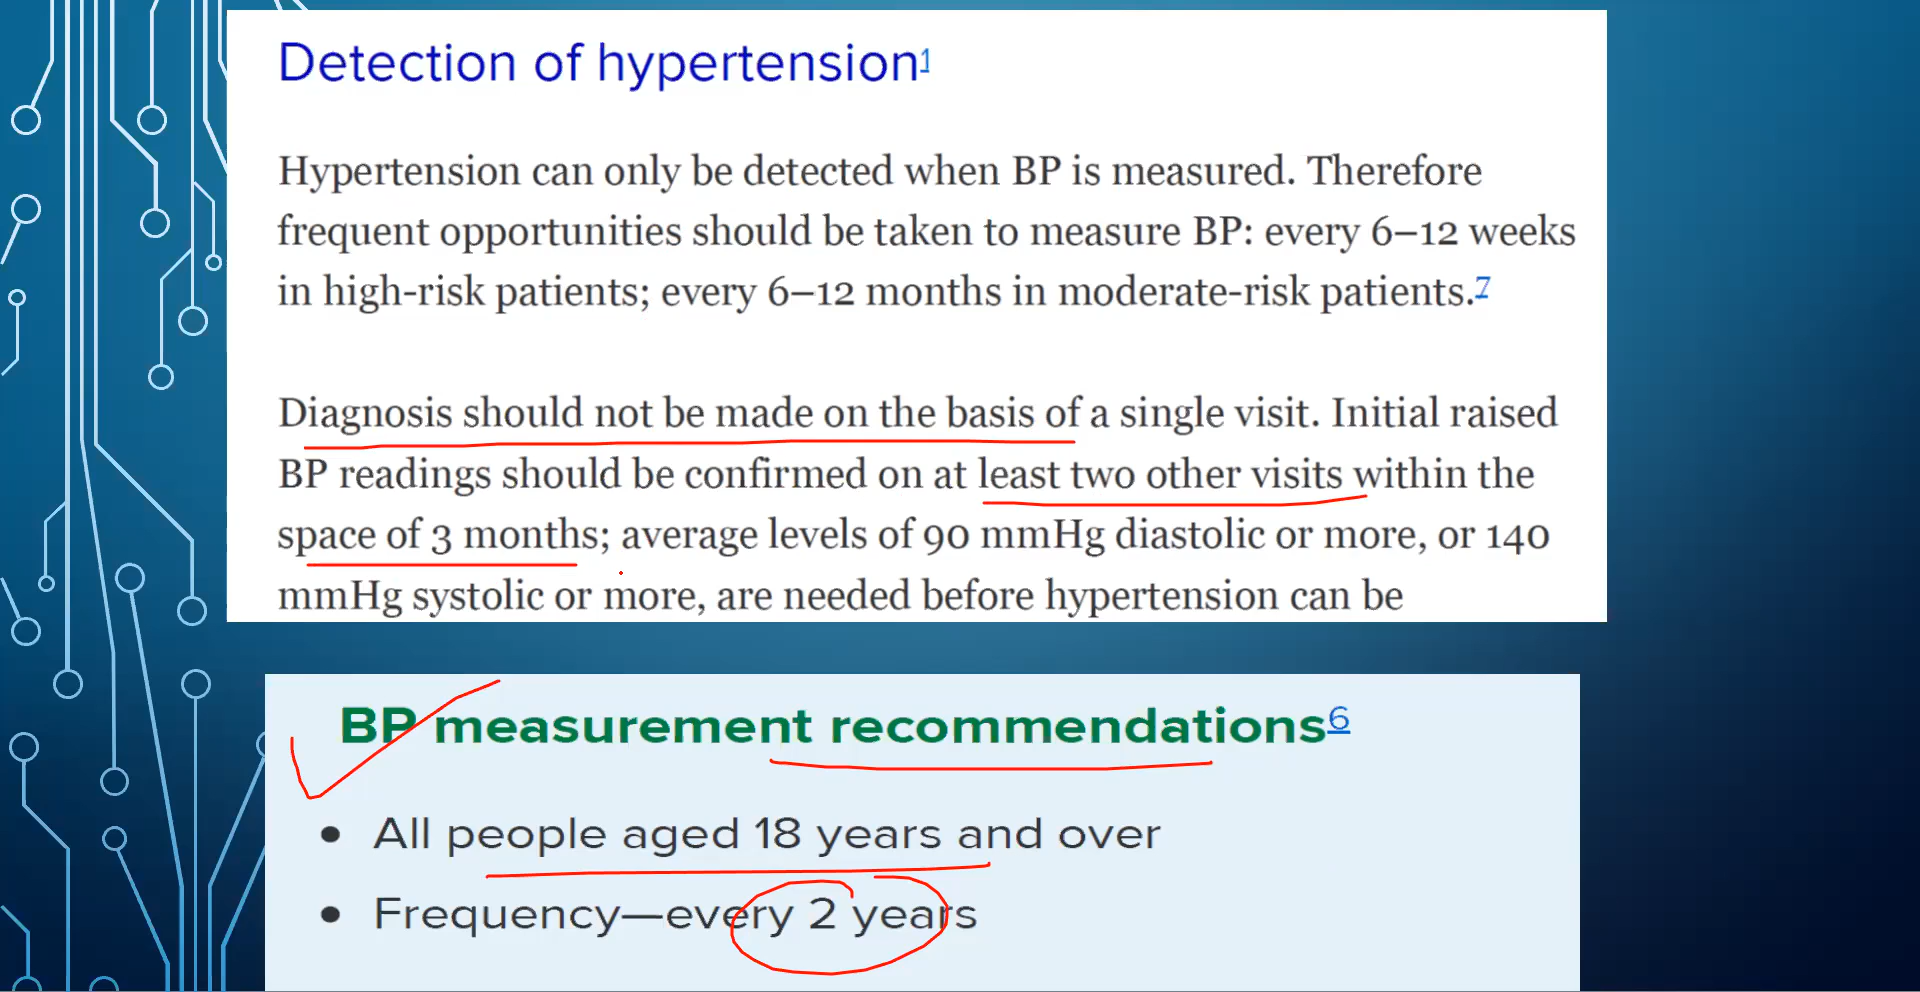 Detection of hypertension1
Hypertension can only be detected when BP is measured. Therefore
frequent opportunities should be taken to measure BP: every 6–12 weeks
in high-risk patients; every 6–12 months in moderate-risk patients.7
Diagnosis should not be made on the basis of a single visit. Initial raised
BP readings should be confirmed on at least two other visits within the
space of 3 months; average levels of 90 mmHg diastolic or more, or 140
mmHg systolic or more, are needed before hypertension can be
BP measurement recommendations6
• All people aged 18 years and over
• Frequency—every 2 years